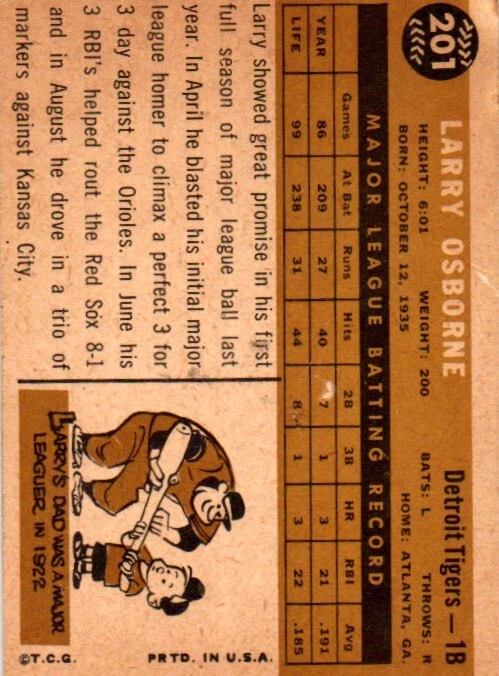 201
LARRY OSBORNE
Detroit Tigers — 1B
HEIGHT: 6:01 WEIGHT: 200 BATS: L THROWS: R
BORN: OCTOBER 12, 1935 HOME: ATLANTA, GA.
MAJOR LEAGUE BATTING RECORD
Games At Bat Runs Hits 2B 3B HR RBI Avg
YEAR 86 209 27 40 7 1 3 21 .191
LIFE 99 238 31 44 8 1 3 22 .185
Larry showed great promise in his first
full season of major league ball last
year. In April he blasted his initial major
league homer to climax a perfect 3 for
3 day against the Orioles. In June his
3 RBI's helped rout the Red Sox 8-1
and in August he drove in a trio of
markers against Kansas City.
LARRY'S DAD WAS A MAJOR
LEAGUER IN 1922
©T.C.G. PRTD. IN U.S.A.